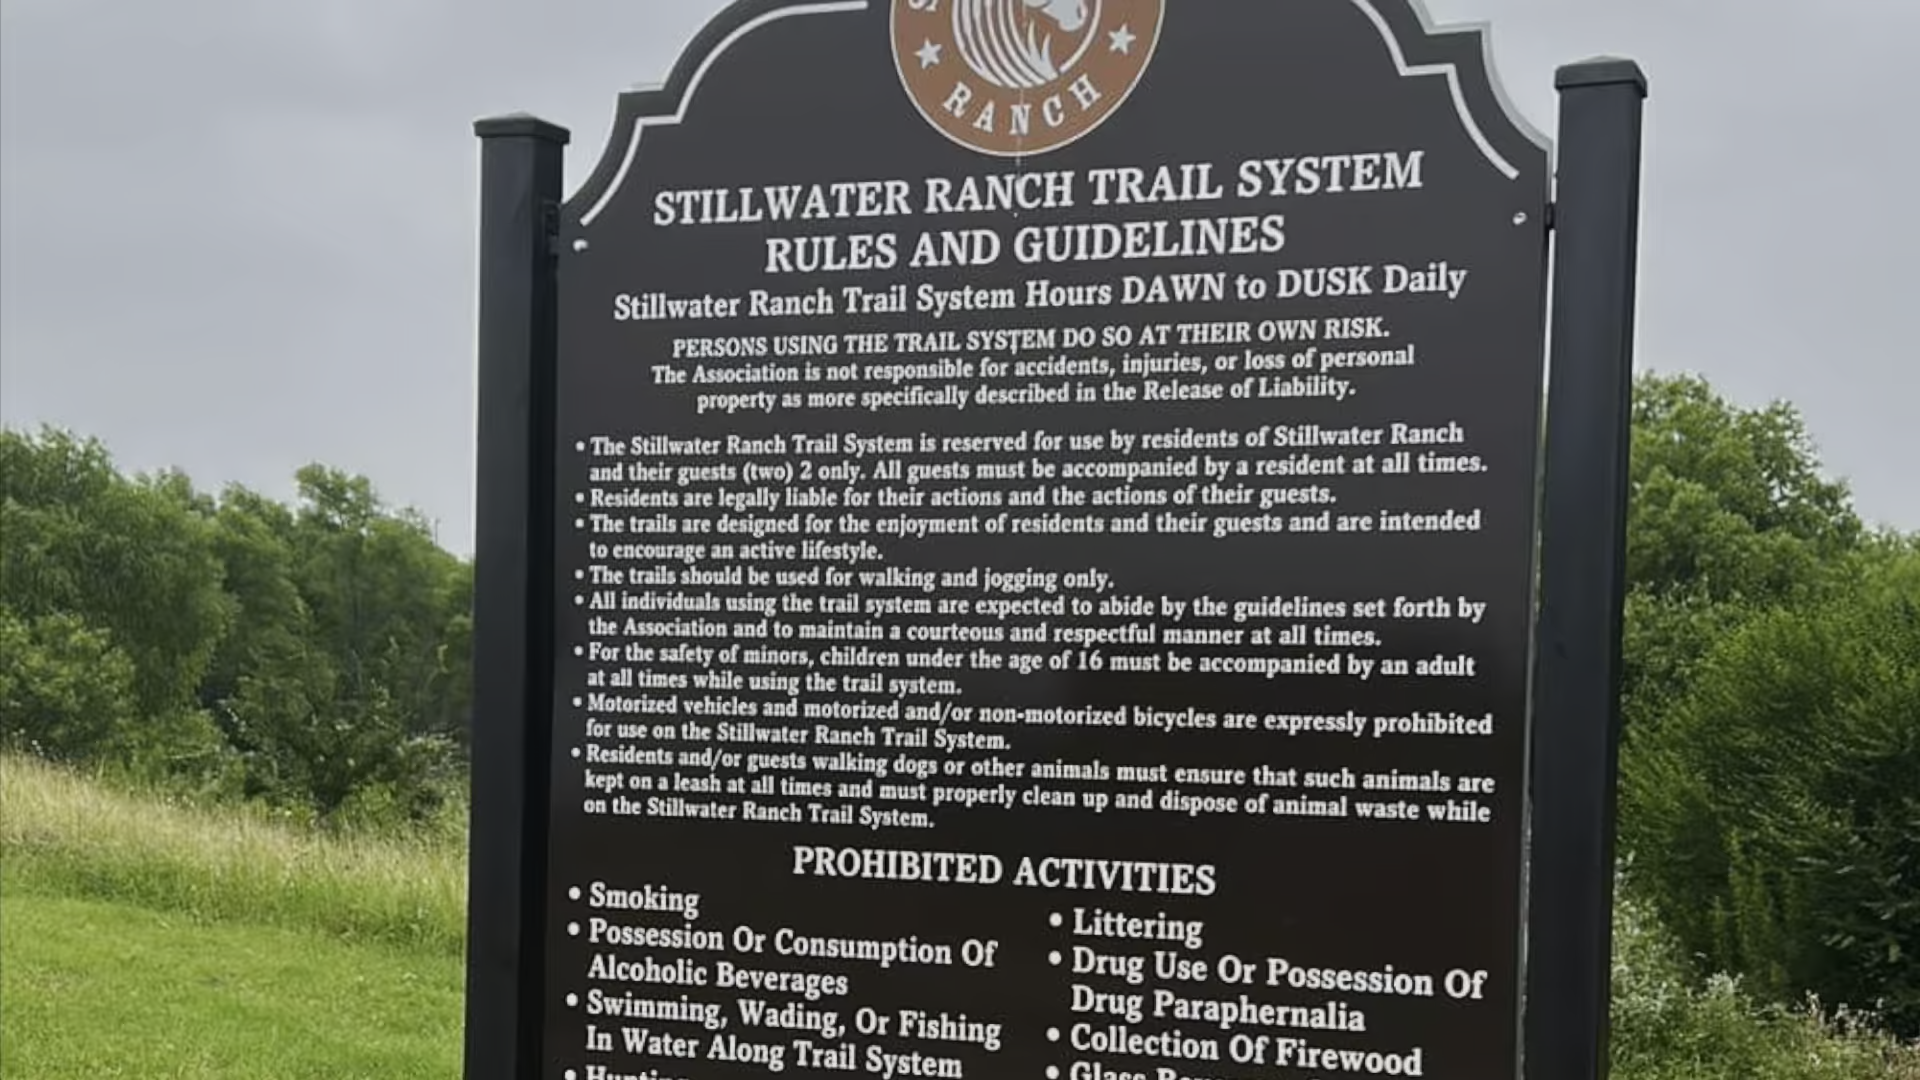 RANCH
STILLWATER RANCH TRAIL SYSTEM
RULES AND GUIDELINES
Stillwater Ranch Trail System Hours DAWN to DUSK Daily
PERSONS USING THE TRAIL SYSTEM DO SO AT THEIR OWN RISK.
The Association is not responsible for accidents, injuries, or loss of personal
property as more specifically described in the Release of Liability.
• The Stillwater Ranch Trail System is reserved for use by residents of Stillwater Ranch
and their guests (two) 2 only. All guests must be accompanied by a resident at all times.
• Residents are legally liable for their actions and the actions of their guests.
• The trails are designed for the enjoyment of residents and their guests and are intended
to encourage an active lifestyle.
• The trails should be used for walking and jogging only.
• All individuals using the trail system are expected to abide by the guidelines set forth by
the Association and to maintain a courteous and respectful manner at all times.
• For the safety of minors, children under the age of 16 must be accompanied by an adult
at all times while using the trail system.
• Motorized vehicles and motorized and/or non-motorized bicycles are expressly prohibited
for use on the Stillwater Ranch Trail System.
• Residents and/or guests walking dogs or other animals must ensure that such animals are
kept on a leash at all times and must properly clean up and dispose of animal waste while
on the Stillwater Ranch Trail System.
PROHIBITED ACTIVITIES
• Smoking
• Possession Or Consumption Of
Alcoholic Beverages
• Swimming, Wading, Or Fishing
In Water Along Trail System
• Hunting
• Littering
• Drug Use Or Possession Of
Drug Paraphernalia
• Collection Of Firewood
• Glass